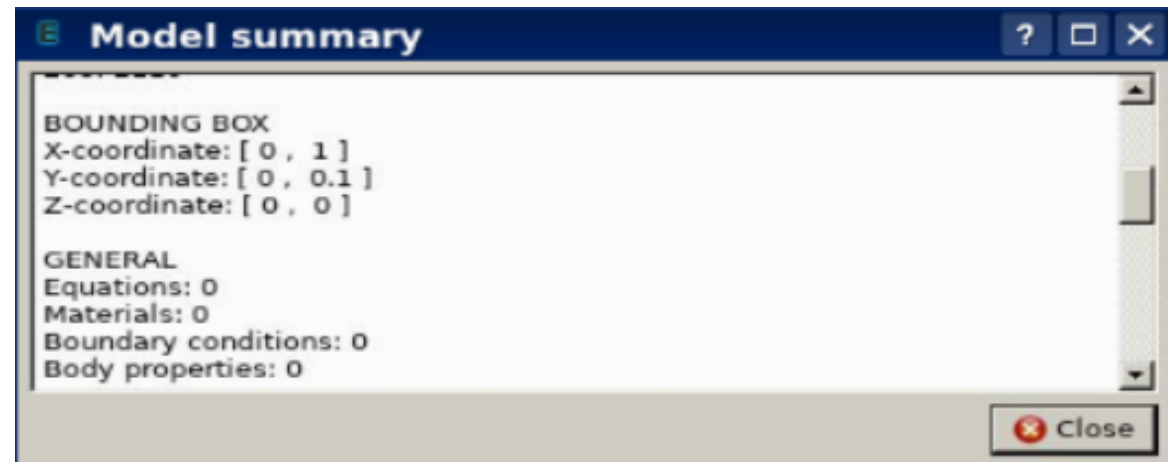 Model summary
BOUNDING BOX
X-coordinate: [ 0 , 1 ]
Y-coordinate: [ 0 , 0.1 ]
Z-coordinate: [ 0 , 0 ]
GENERAL
Equations: 0
Materials: 0
Boundary conditions: 0
Body properties: 0
Close